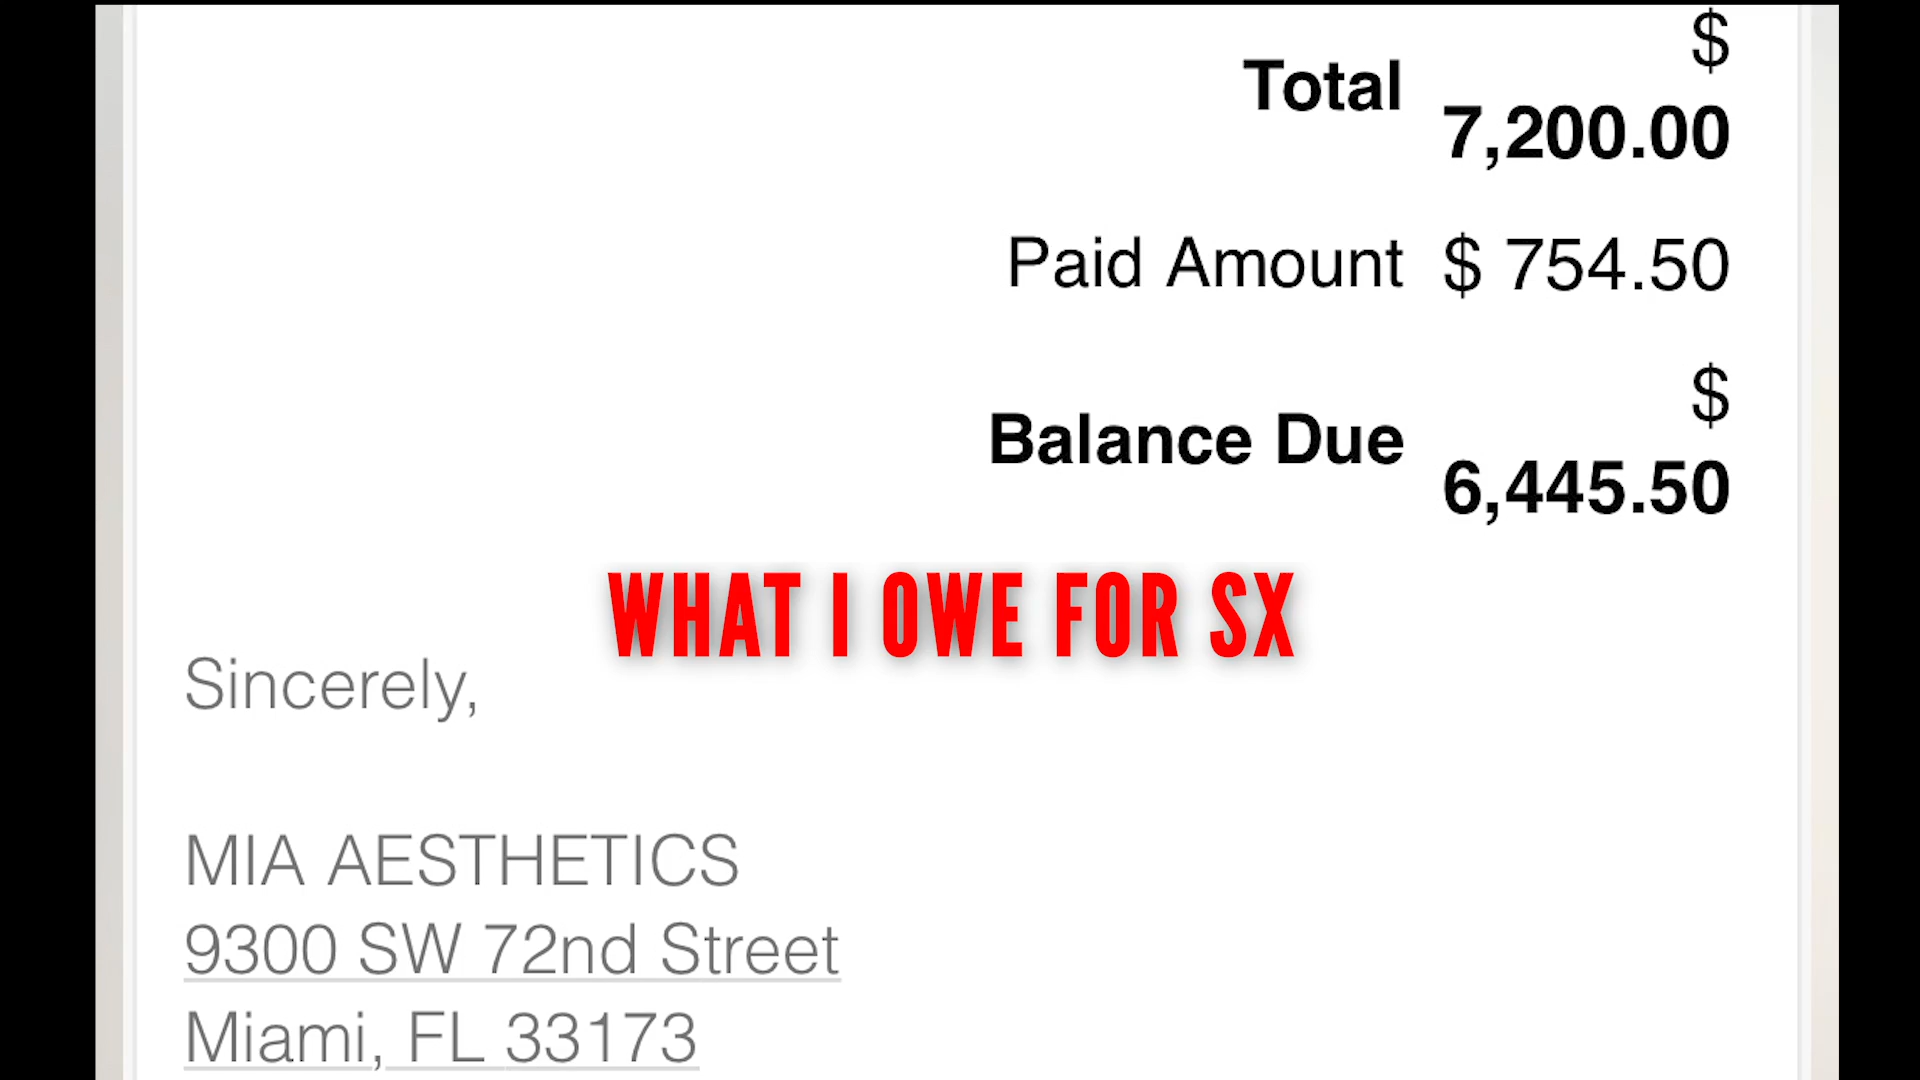 Total $ 7,200.00
Paid Amount $ 754.50
Balance Due $ 6,445.50
WHAT I OWE FOR SX
Sincerely,
MIA AESTHETICS
9300 SW 72nd Street
Miami, FL 33173